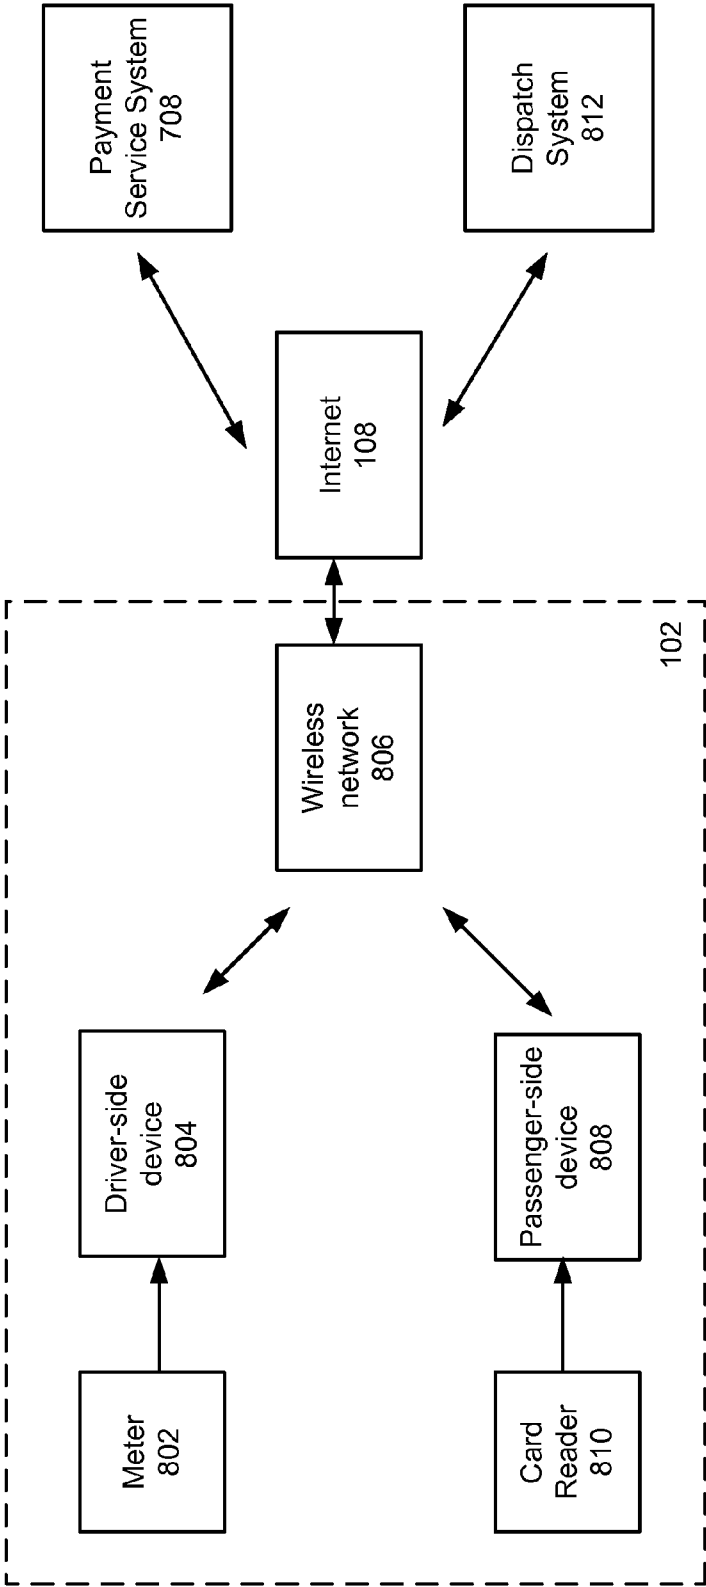 Meter
802
Driver-side
device
804
Card
Reader
810
Passenger-side
device
808
Wireless
network
806
102
Internet
108
Payment
Service System
708
Dispatch
System
812